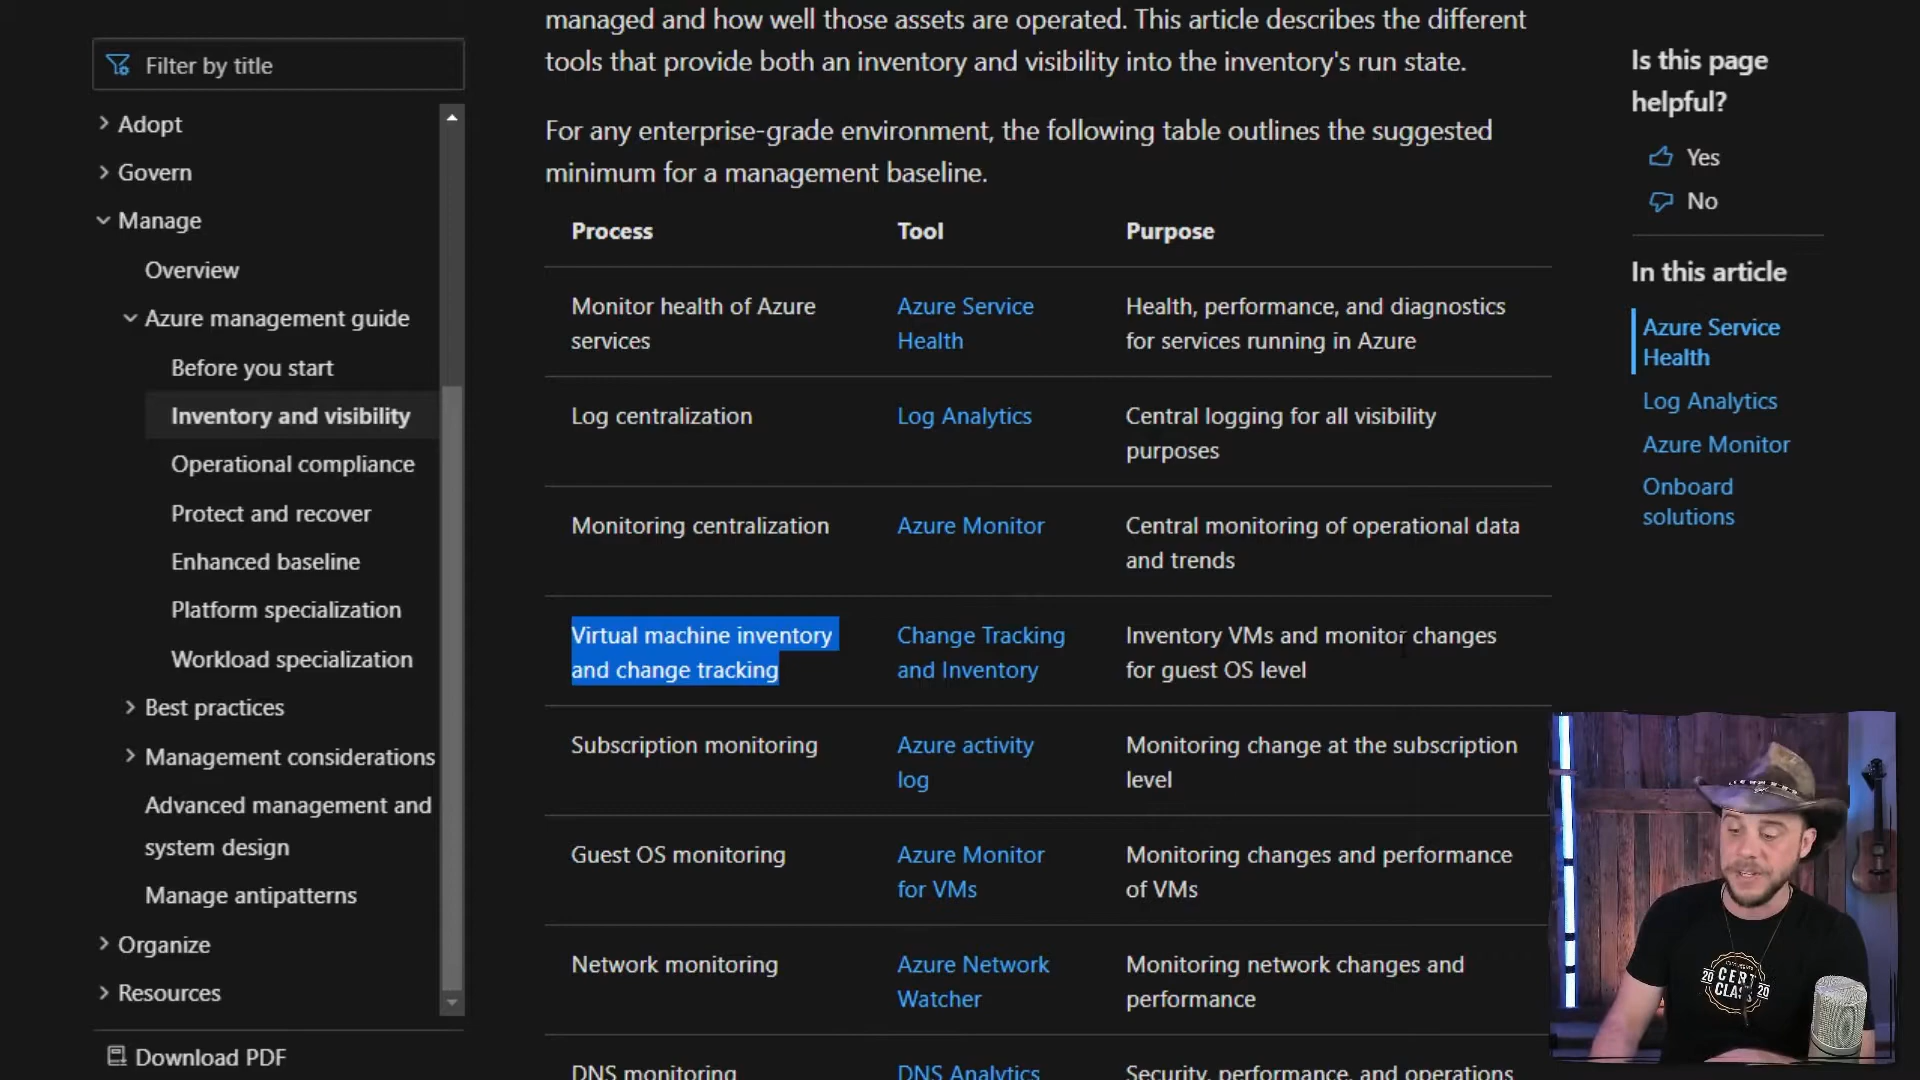 managed and how well those assets are operated. This article describes the different
tools that provide both an inventory and visibility into the inventory's run state.
For any enterprise-grade environment, the following table outlines the suggested
minimum for a management baseline.
Filter by title
Adopt
Govern
Manage
Overview
Azure management guide
Before you start
Inventory and visibility
Operational compliance
Protect and recover
Enhanced baseline
Platform specialization
Workload specialization
Best practices
Management considerations
Advanced management and
system design
Manage antipatterns
Organize
Resources
Download PDF
Process Tool Purpose
Monitor health of Azure
services
Azure Service
Health
Health, performance, and diagnostics
for services running in Azure
Log centralization
Log Analytics
Central logging for all visibility
purposes
Monitoring centralization
Azure Monitor
Central monitoring of operational data
and trends
Virtual machine inventory
and change tracking
Change Tracking
and Inventory
Inventory VMs and monitor changes
for guest OS level
Subscription monitoring
Azure activity
log
Monitoring change at the subscription
level
Guest OS monitoring
Azure Monitor
for VMs
Monitoring changes and performance
of VMs
Network monitoring
Azure Network
Watcher
Monitoring network changes and
performance
DNS monitoring
DNS Analytics
Security, performance, and operations
Is this page
helpful?
Yes
No
In this article
Azure Service
Health
Log Analytics
Azure Monitor
Onboard
solutions
20 CERT
CLASS 20